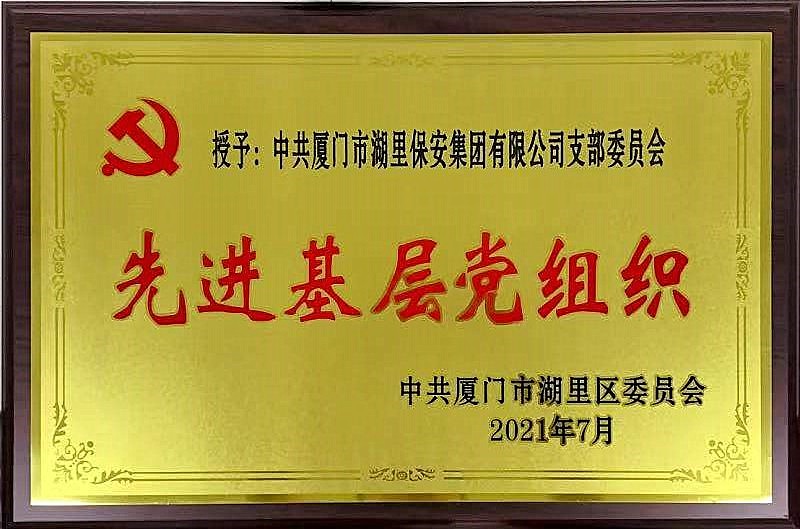 授予：中共厦门市湖里保安集团有限公司支部委员会
先进基层党组织
中共厦门市湖里区委员会
2021年7月